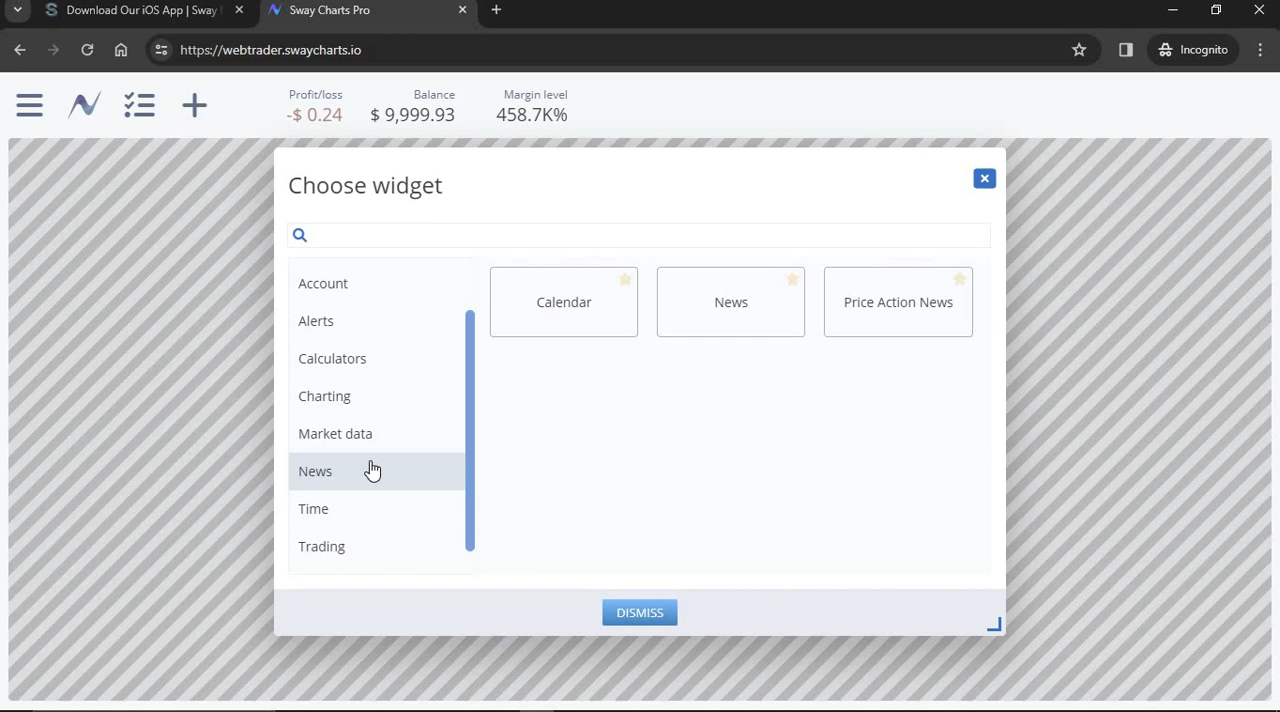 Download Our iOS App | Sway
Sway Charts Pro
https://webtrader.swaycharts.io
Incognito
Profit/loss Balance Margin level
-$ 0.24 $ 9,999.93 458.7K%
Choose widget
Account
Alerts
Calculators
Charting
Market data
News
Time
Trading
Calendar News Price Action News
DISMISS